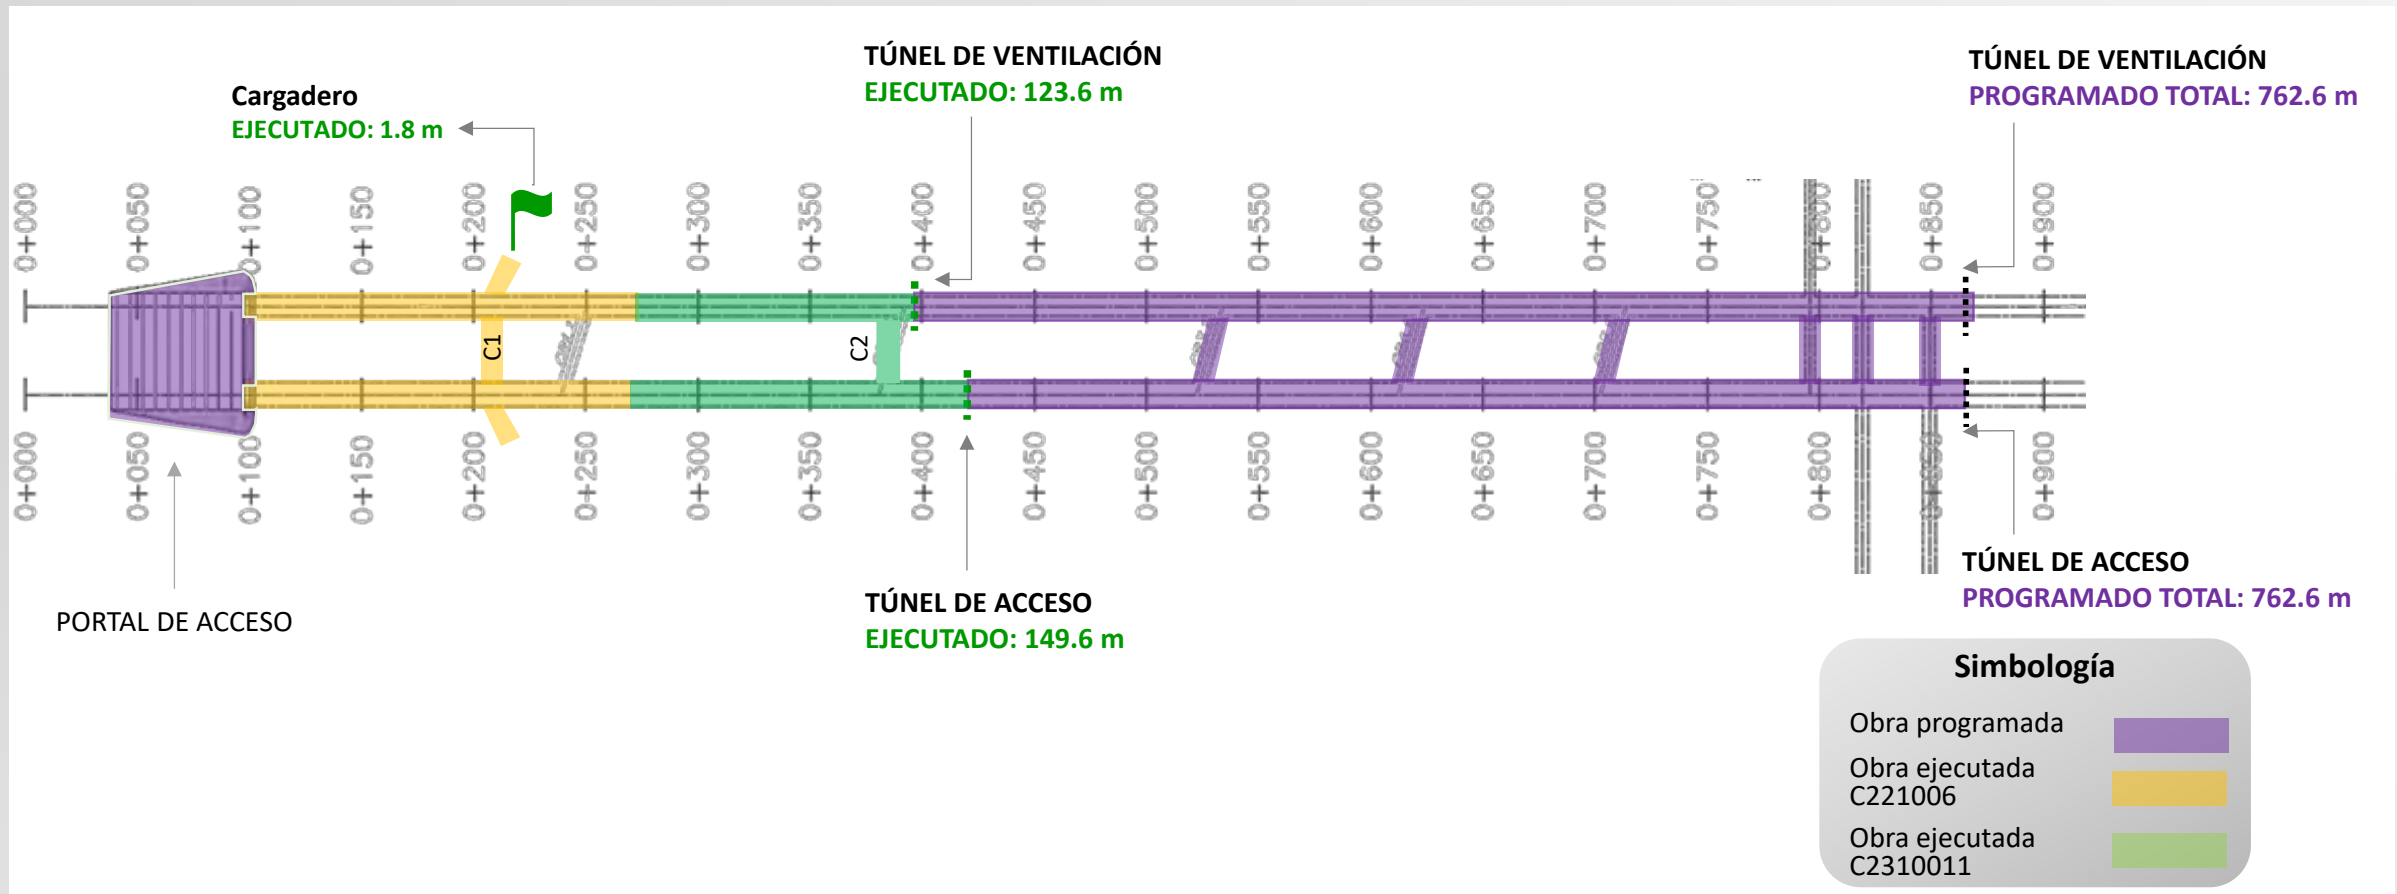 TÚNEL DE VENTILACIÓN
EJECUTADO: 123.6 m
TÚNEL DE VENTILACIÓN
PROGRAMADO TOTAL: 762.6 m
Cargadero
EJECUTADO: 1.8 m
0+000
0+050
0+100
0+150
0+200
0+250
0+300
0+350
0+400
0+450
0+500
0+550
0+600
0+650
0+700
0+750
0+800
0+850
0+900
C1
C2
0+000
0+050
0+100
0+150
0+200
0+250
0+300
0+350
0+400
0+450
0+500
0+550
0+600
0+650
0+700
0+750
0+800
0+850
0+900
PORTAL DE ACCESO
TÚNEL DE ACCESO
EJECUTADO: 149.6 m
TÚNEL DE ACCESO
PROGRAMADO TOTAL: 762.6 m
Simbología
Obra programada
Obra ejecutada
C221006
Obra ejecutada
C2310011